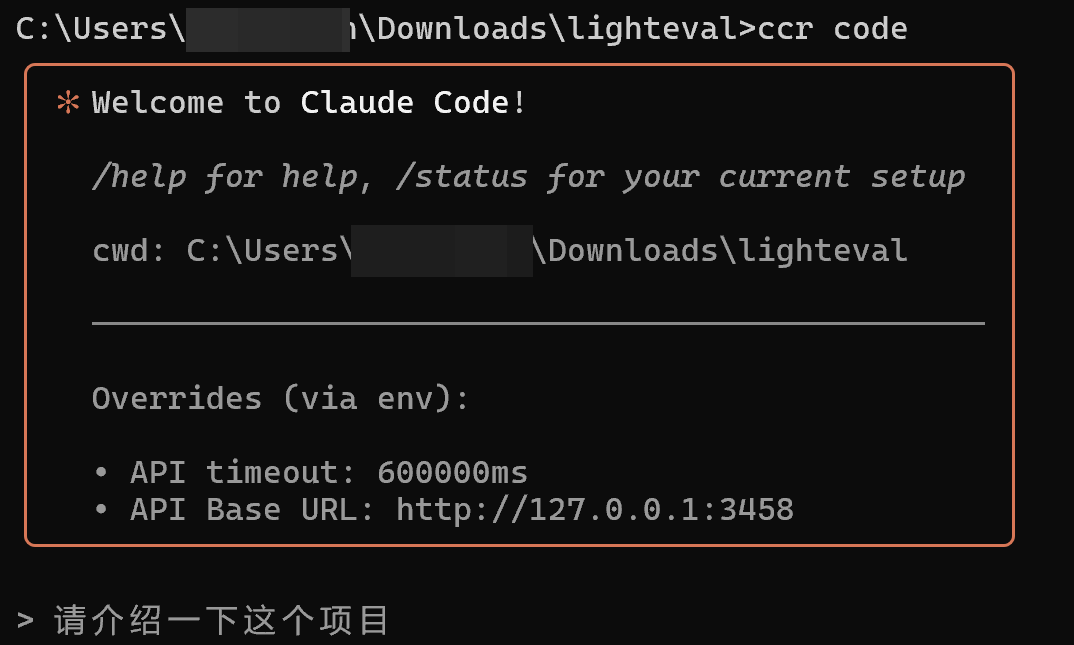 C:\Users\ \Downloads\lighteval>ccr code
✻ Welcome to Claude Code!
/help for help, /status for your current setup
cwd: C:\Users\ \Downloads\lighteval
Overrides (via env):
• API timeout: 600000ms
• API Base URL: http://127.0.0.1:3458
> 请介绍一下这个项目